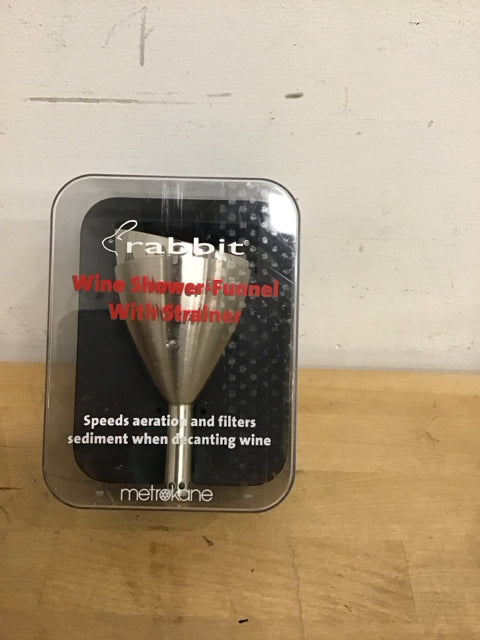 rabbit®
Wine Shower Funnel
With Strainer
Speeds aeration and filters
sediment when decanting wine
metrokane